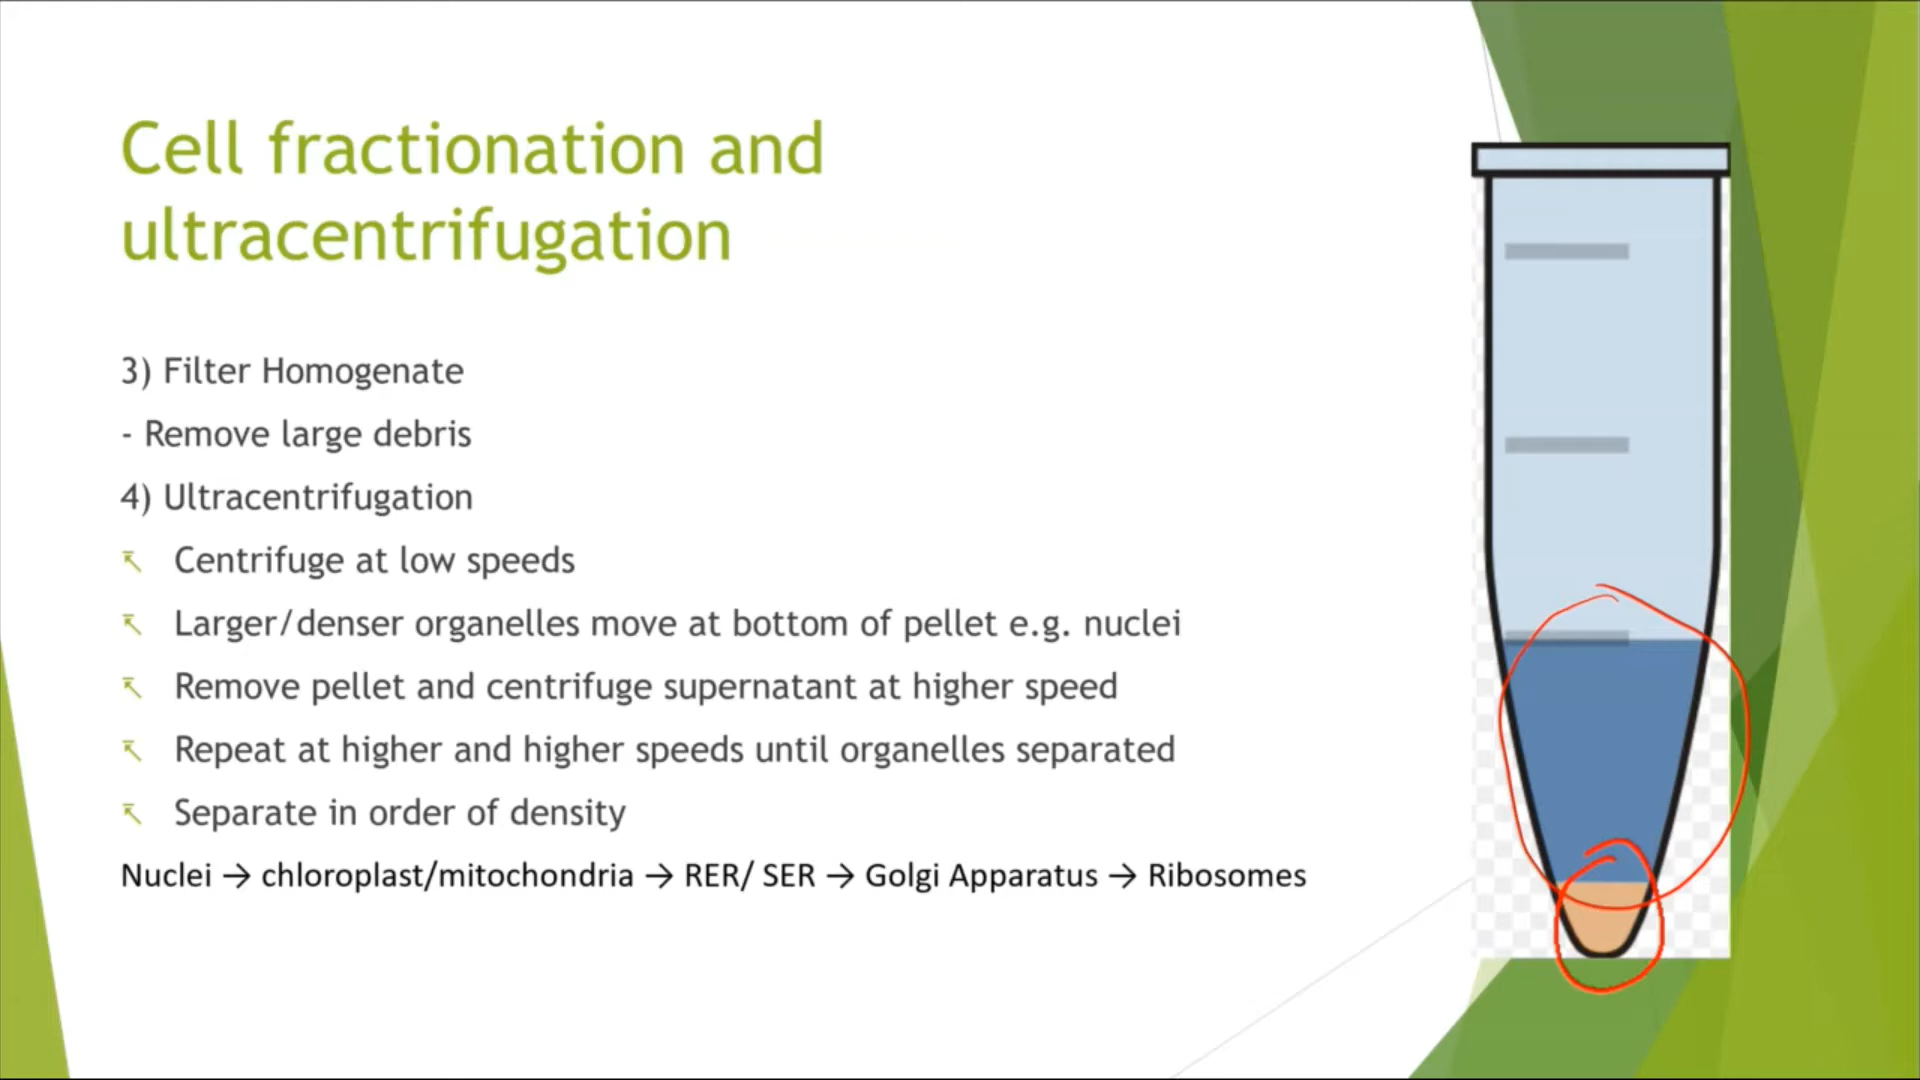 Cell fractionation and
ultracentrifugation
3) Filter Homogenate
- Remove large debris
4) Ultracentrifugation
Centrifuge at low speeds
Larger/denser organelles move at bottom of pellet e.g. nuclei
Remove pellet and centrifuge supernatant at higher speed
Repeat at higher and higher speeds until organelles separated
Separate in order of density
Nuclei → chloroplast/mitochondria → RER/ SER → Golgi Apparatus → Ribosomes